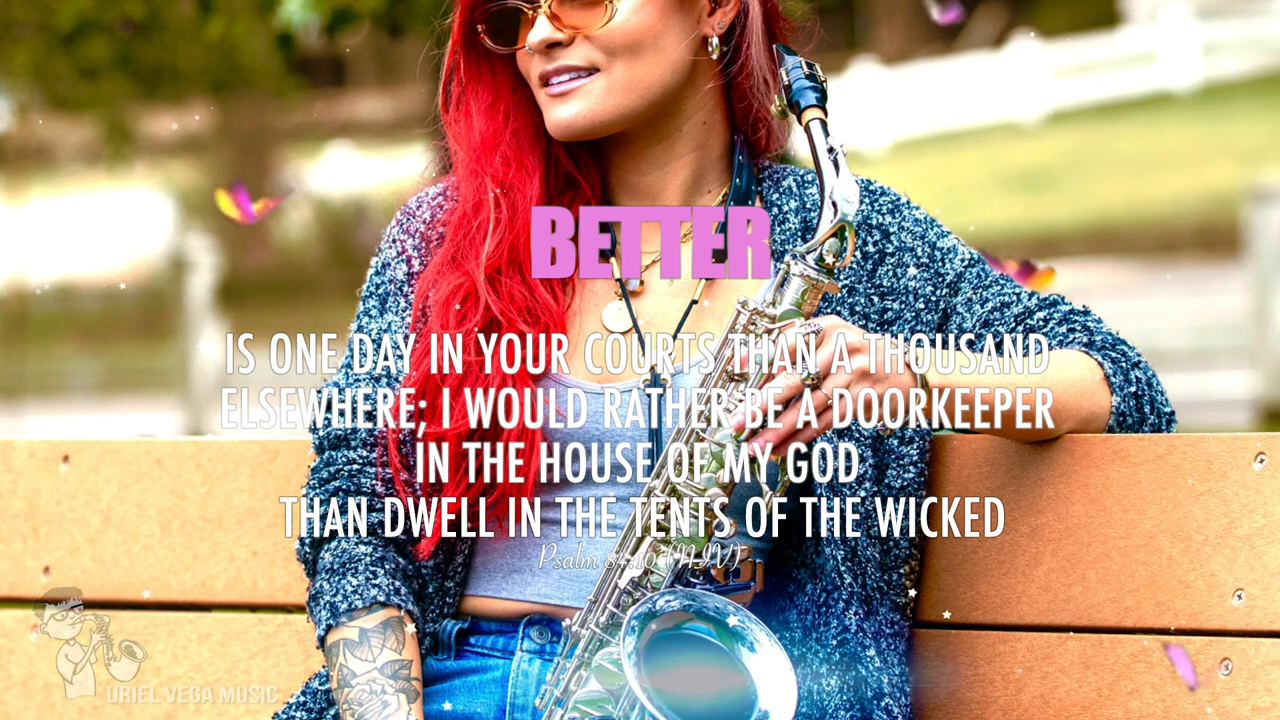 BETTER
IS ONE DAY IN YOUR COURTS THAN A THOUSAND
ELSEWHERE; I WOULD RATHER BE A DOORKEEPER
IN THE HOUSE OF MY GOD
THAN DWELL IN THE TENTS OF THE WICKED
Psalm 84:10 (NIV)
URIEL VEGA MUSIC